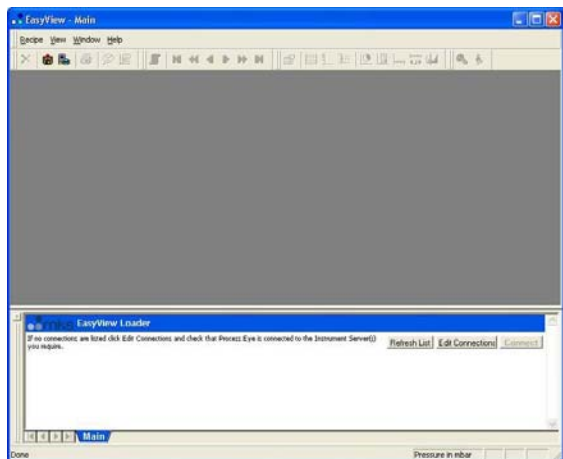 EasyView - Main
Recipe View Window Help
mks EasyView Loader
If no connections are listed click Edit Connections and check that Process Eye is connected to the Instrument Server(s)
you require.
Refresh List Edit Connections Connect
Main
Done Pressure in mbar